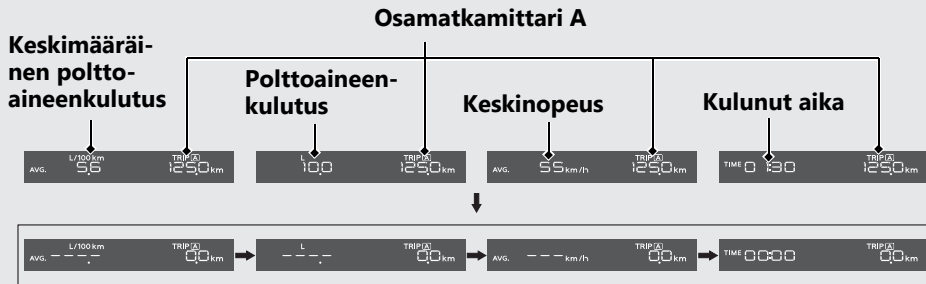 Osamatkamittari A
Keskimääräi-
nen poltto-
aineenkulutus
Polttoaineen-
kulutus
Keskinopeus
Kulunut aika
AVG. L/100 km 5.6 TRIP A 125.0 km
L 10.0 TRIP A 125.0 km
AVG. 55 km/h TRIP A 125.0 km
TIME 01:30 TRIP A 125.0 km
AVG. L/100 km ---.- TRIP A 0.0 km
L ---.- TRIP A 0.0 km
AVG. --- km/h TRIP A 0.0 km
TIME 00:00 TRIP A 0.0 km